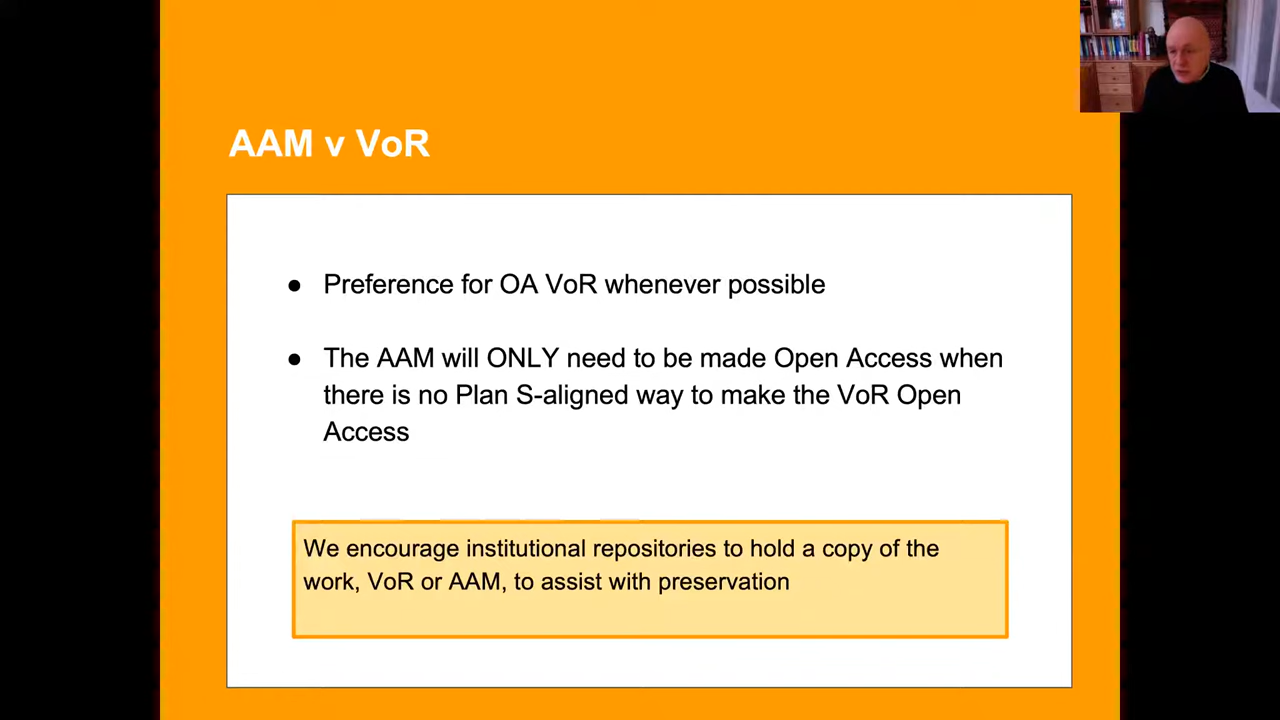 AAM v VoR
● Preference for OA VoR whenever possible
● The AAM will ONLY need to be made Open Access when
there is no Plan S-aligned way to make the VoR Open
Access
We encourage institutional repositories to hold a copy of the
work, VoR or AAM, to assist with preservation